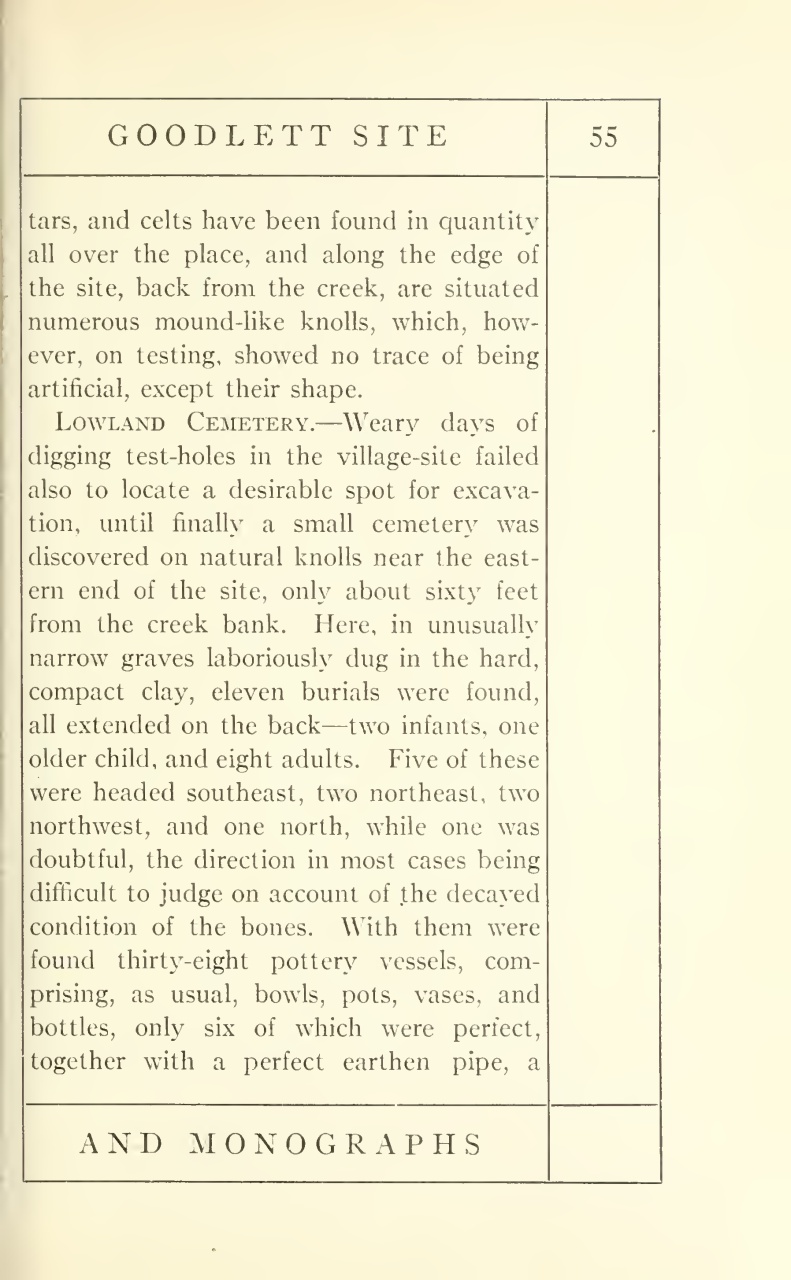 GOODLETT SITE
55
tars, and celts have been found in quantity
all over the place, and along the edge of
the site, back from the creek, are situated
numerous mound-like knolls, which, how-
ever, on testing, showed no trace of being
artificial, except their shape.
LOWLAND CEMETERY.—Weary days of
digging test-holes in the village-site failed
also to locate a desirable spot for excava-
tion, until finally a small cemetery was
discovered on natural knolls near the east-
ern end of the site, only about sixty feet
from the creek bank. Here, in unusually
narrow graves laboriously dug in the hard,
compact clay, eleven burials were found,
all extended on the back—two infants, one
older child, and eight adults. Five of these
were headed southeast, two northeast, two
northwest, and one north, while one was
doubtful, the direction in most cases being
difficult to judge on account of the decayed
condition of the bones. With them were
found thirty-eight pottery vessels, com-
prising, as usual, bowls, pots, vases, and
bottles, only six of which were perfect,
together with a perfect earthen pipe, a
AND MONOGRAPHS